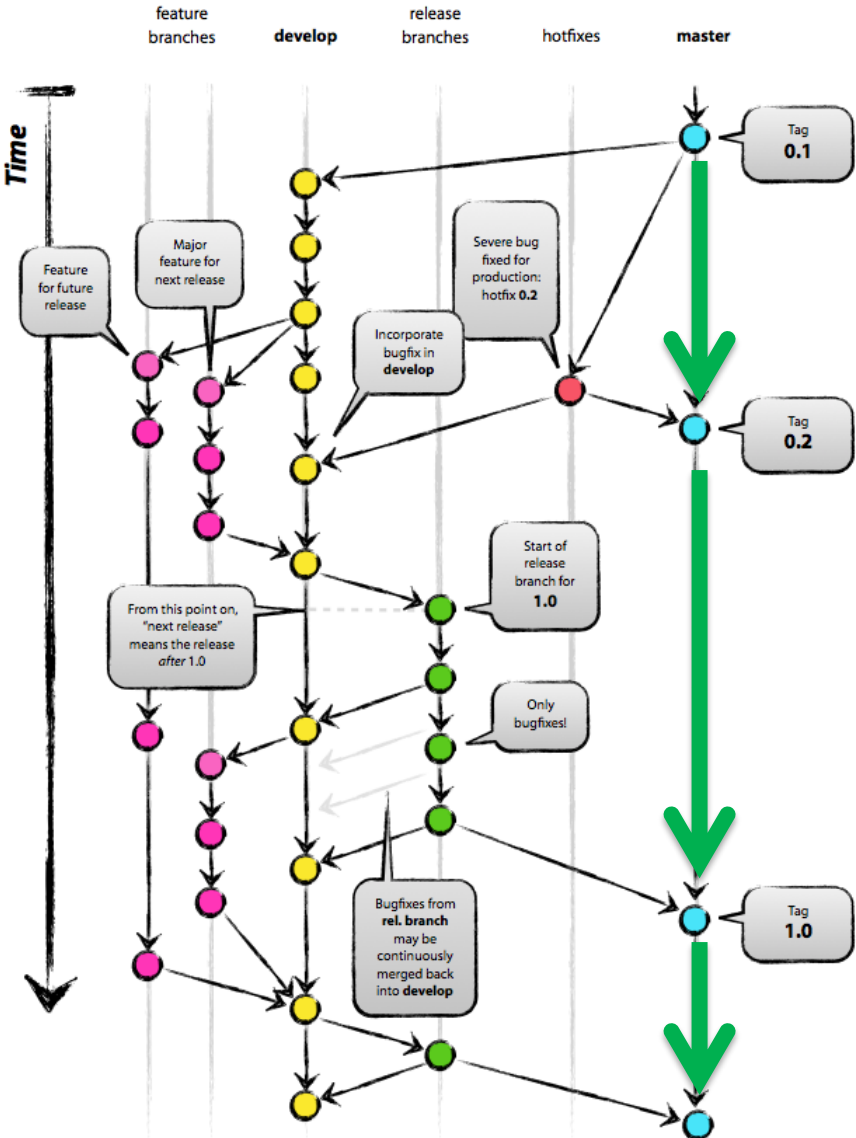 feature
branches
develop
release
branches
hotfixes
master
Time
Tag
0.1
Severe bug
fixed for
production:
hotfix 0.2
Major
feature for
next release
Feature
for future
release
Incorporate
bugfix in
develop
Tag
0.2
Start of
release
branch for
1.0
From this point on,
“next release”
means the release
after 1.0
Only
bugfixes!
Bugfixes from
rel. branch
may be
continuously
merged back
into develop
Tag
1.0